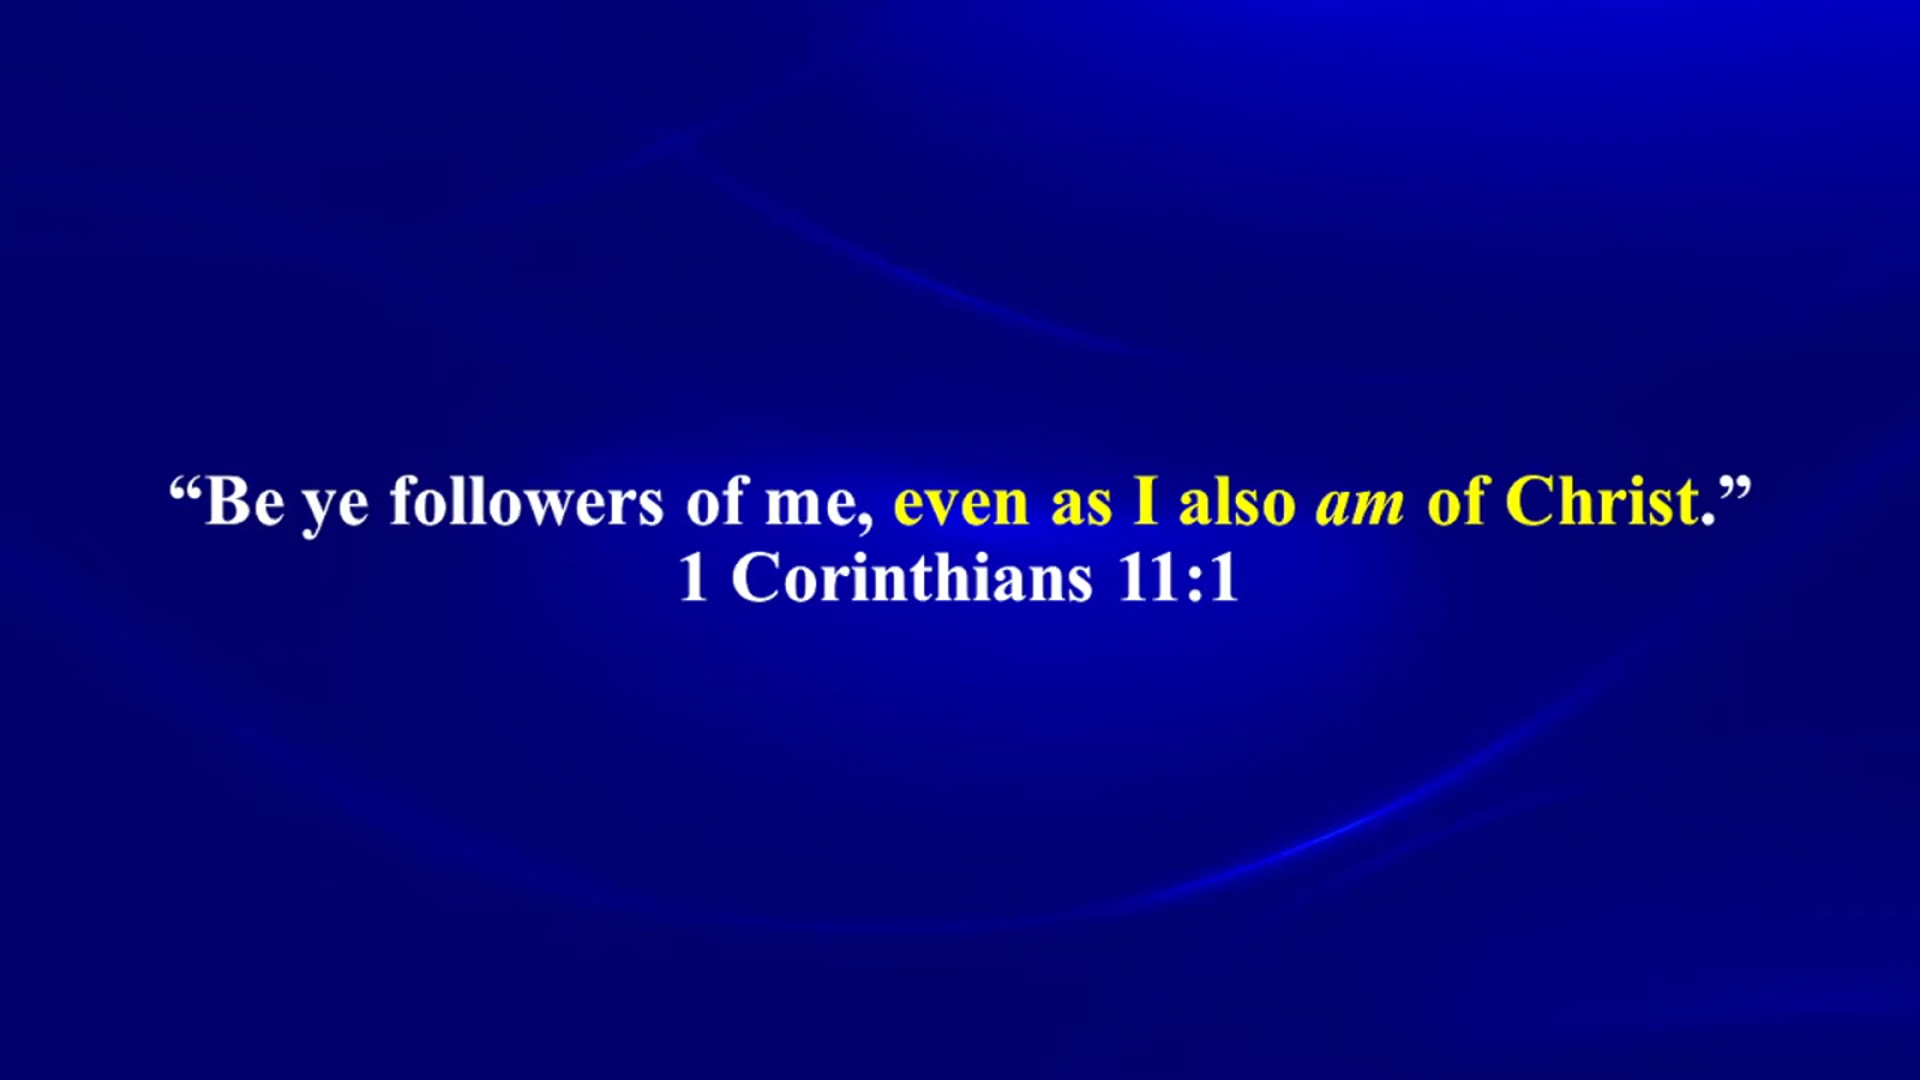 “Be ye followers of me, even as I also am of Christ.”
1 Corinthians 11:1